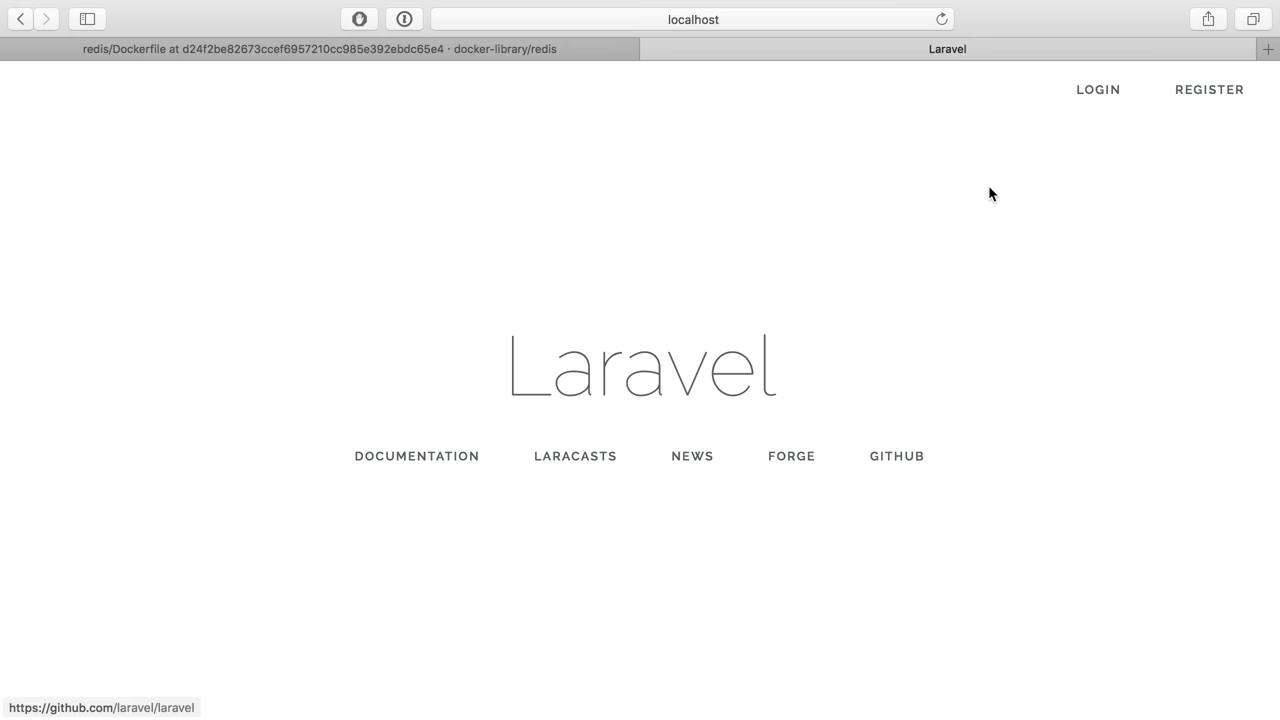 localhost
redis/Dockerfile at d24f2be82673ccef6957210cc985e392ebdc65e4 · docker-library/redis
Laravel
LOGIN REGISTER
Laravel
DOCUMENTATION LARACASTS NEWS FORGE GITHUB
https://github.com/laravel/laravel